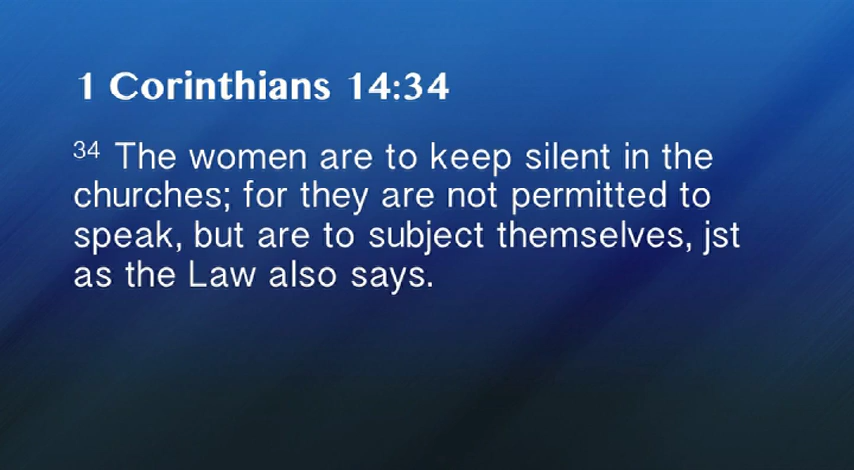 1 Corinthians 14:34
34 The women are to keep silent in the
churches; for they are not permitted to
speak, but are to subject themselves, jst
as the Law also says.